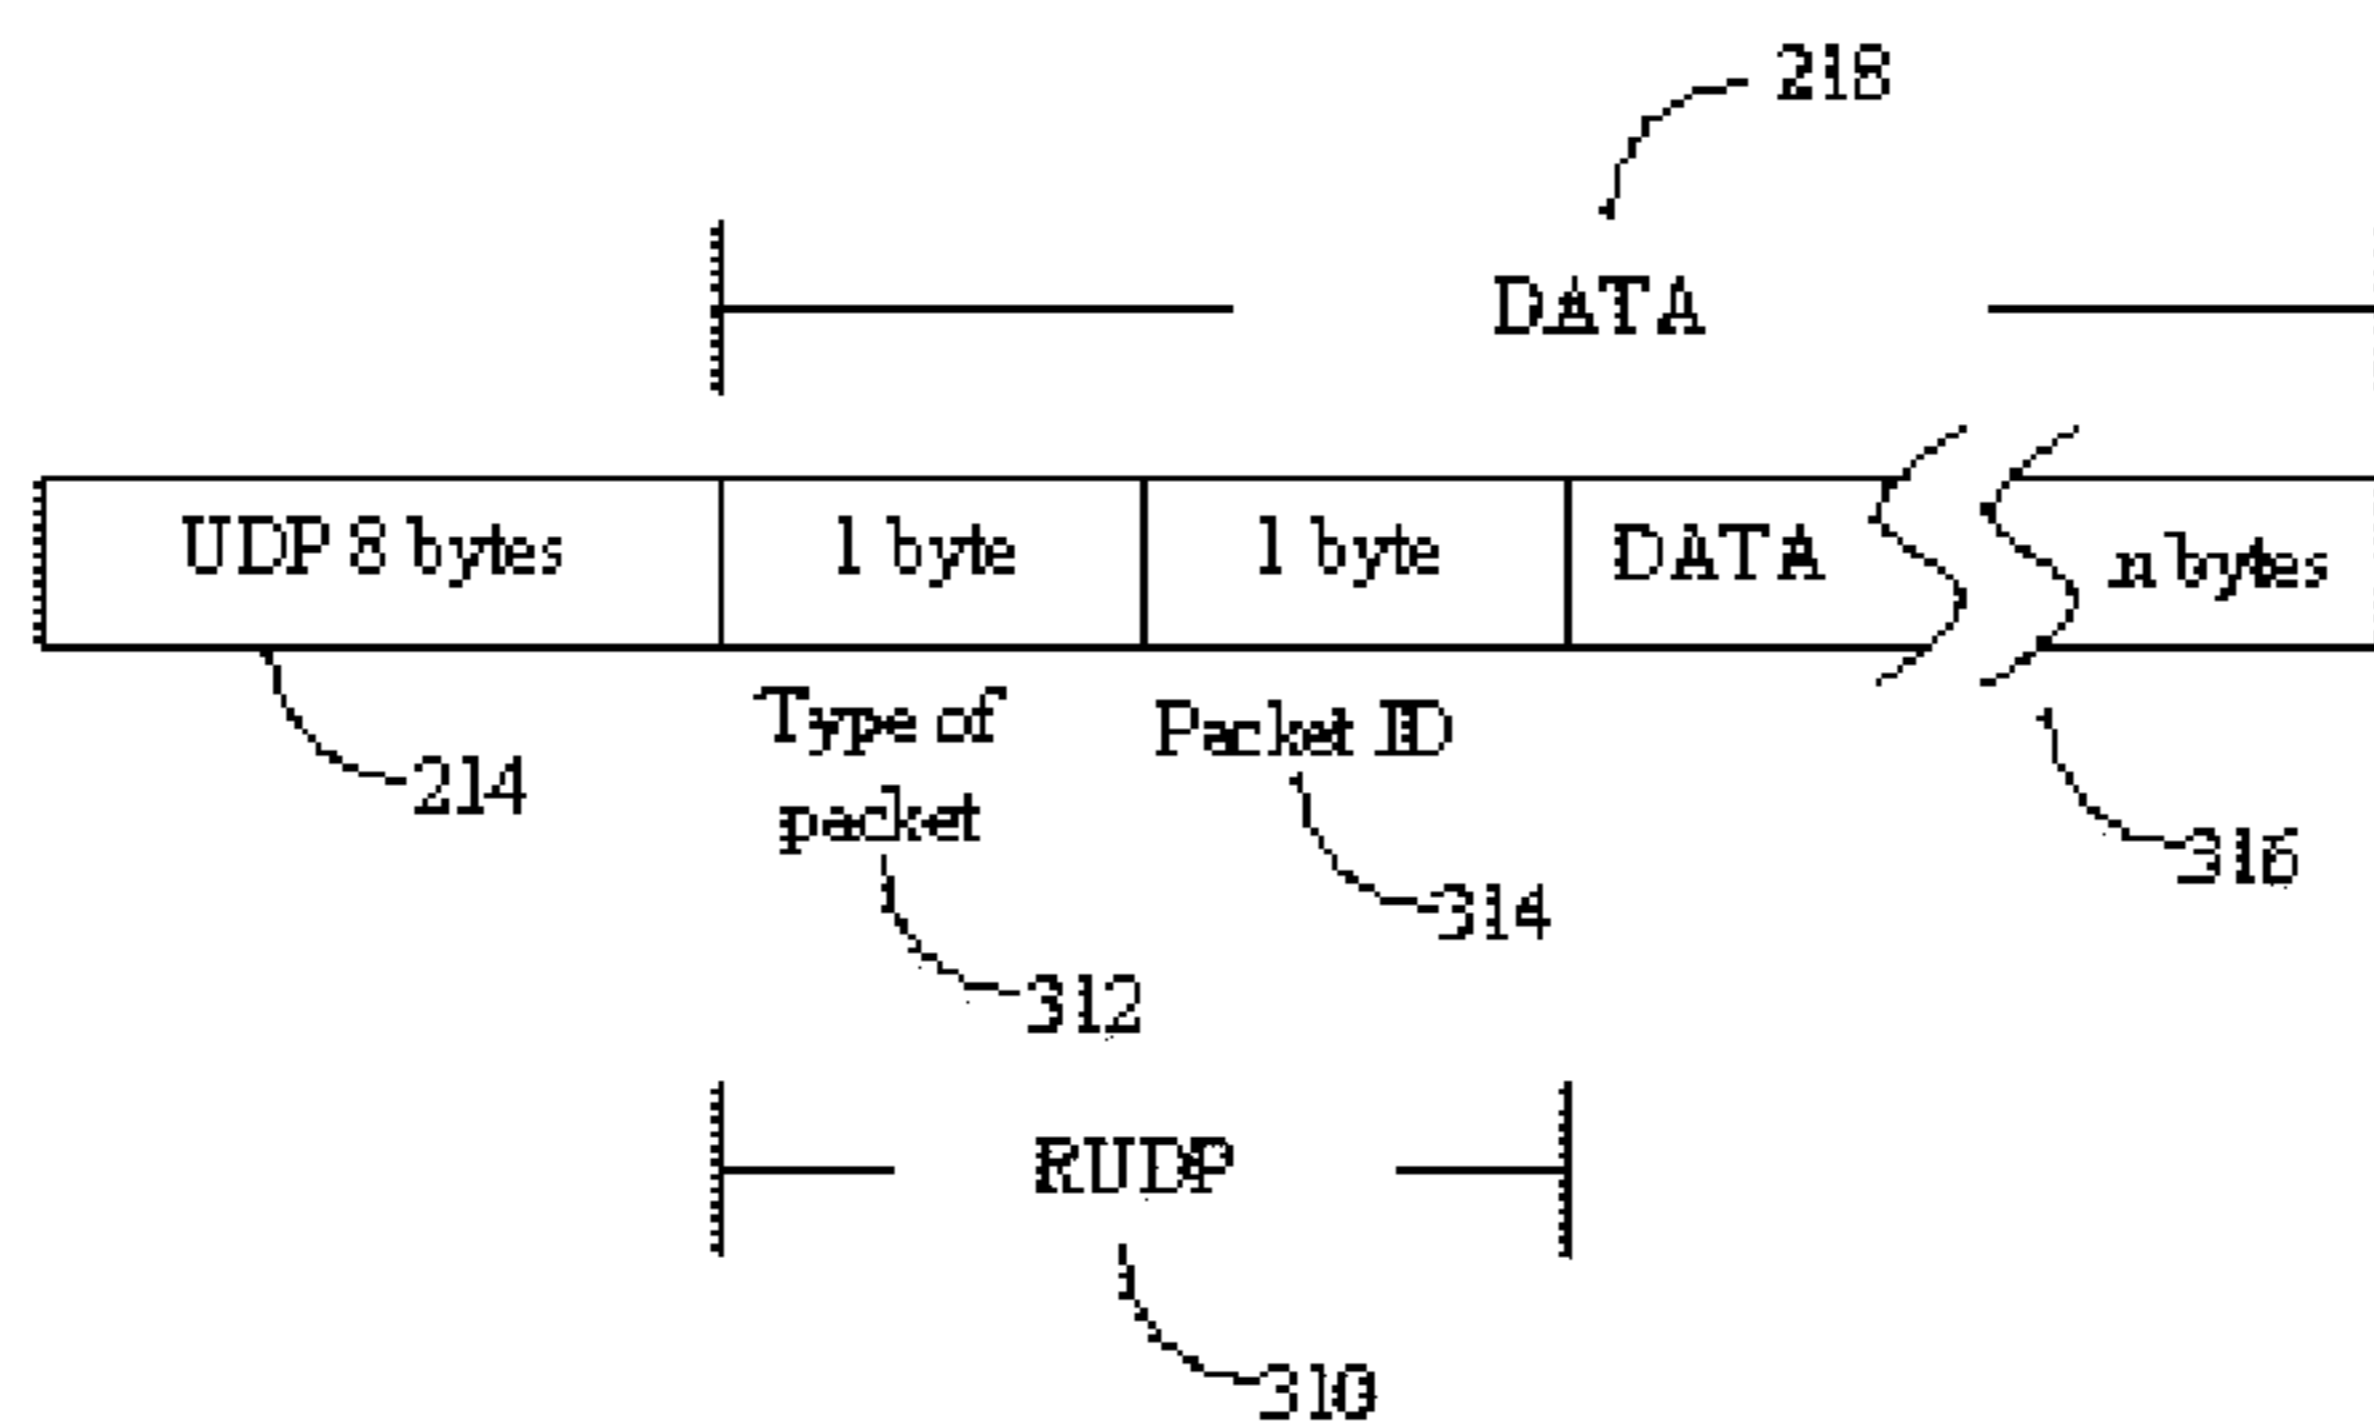 218
DATA
UDP 8 bytes 1 byte 1 byte DATA n bytes
Type of
packet
Packet ID
214
316
314
312
RUDP
310